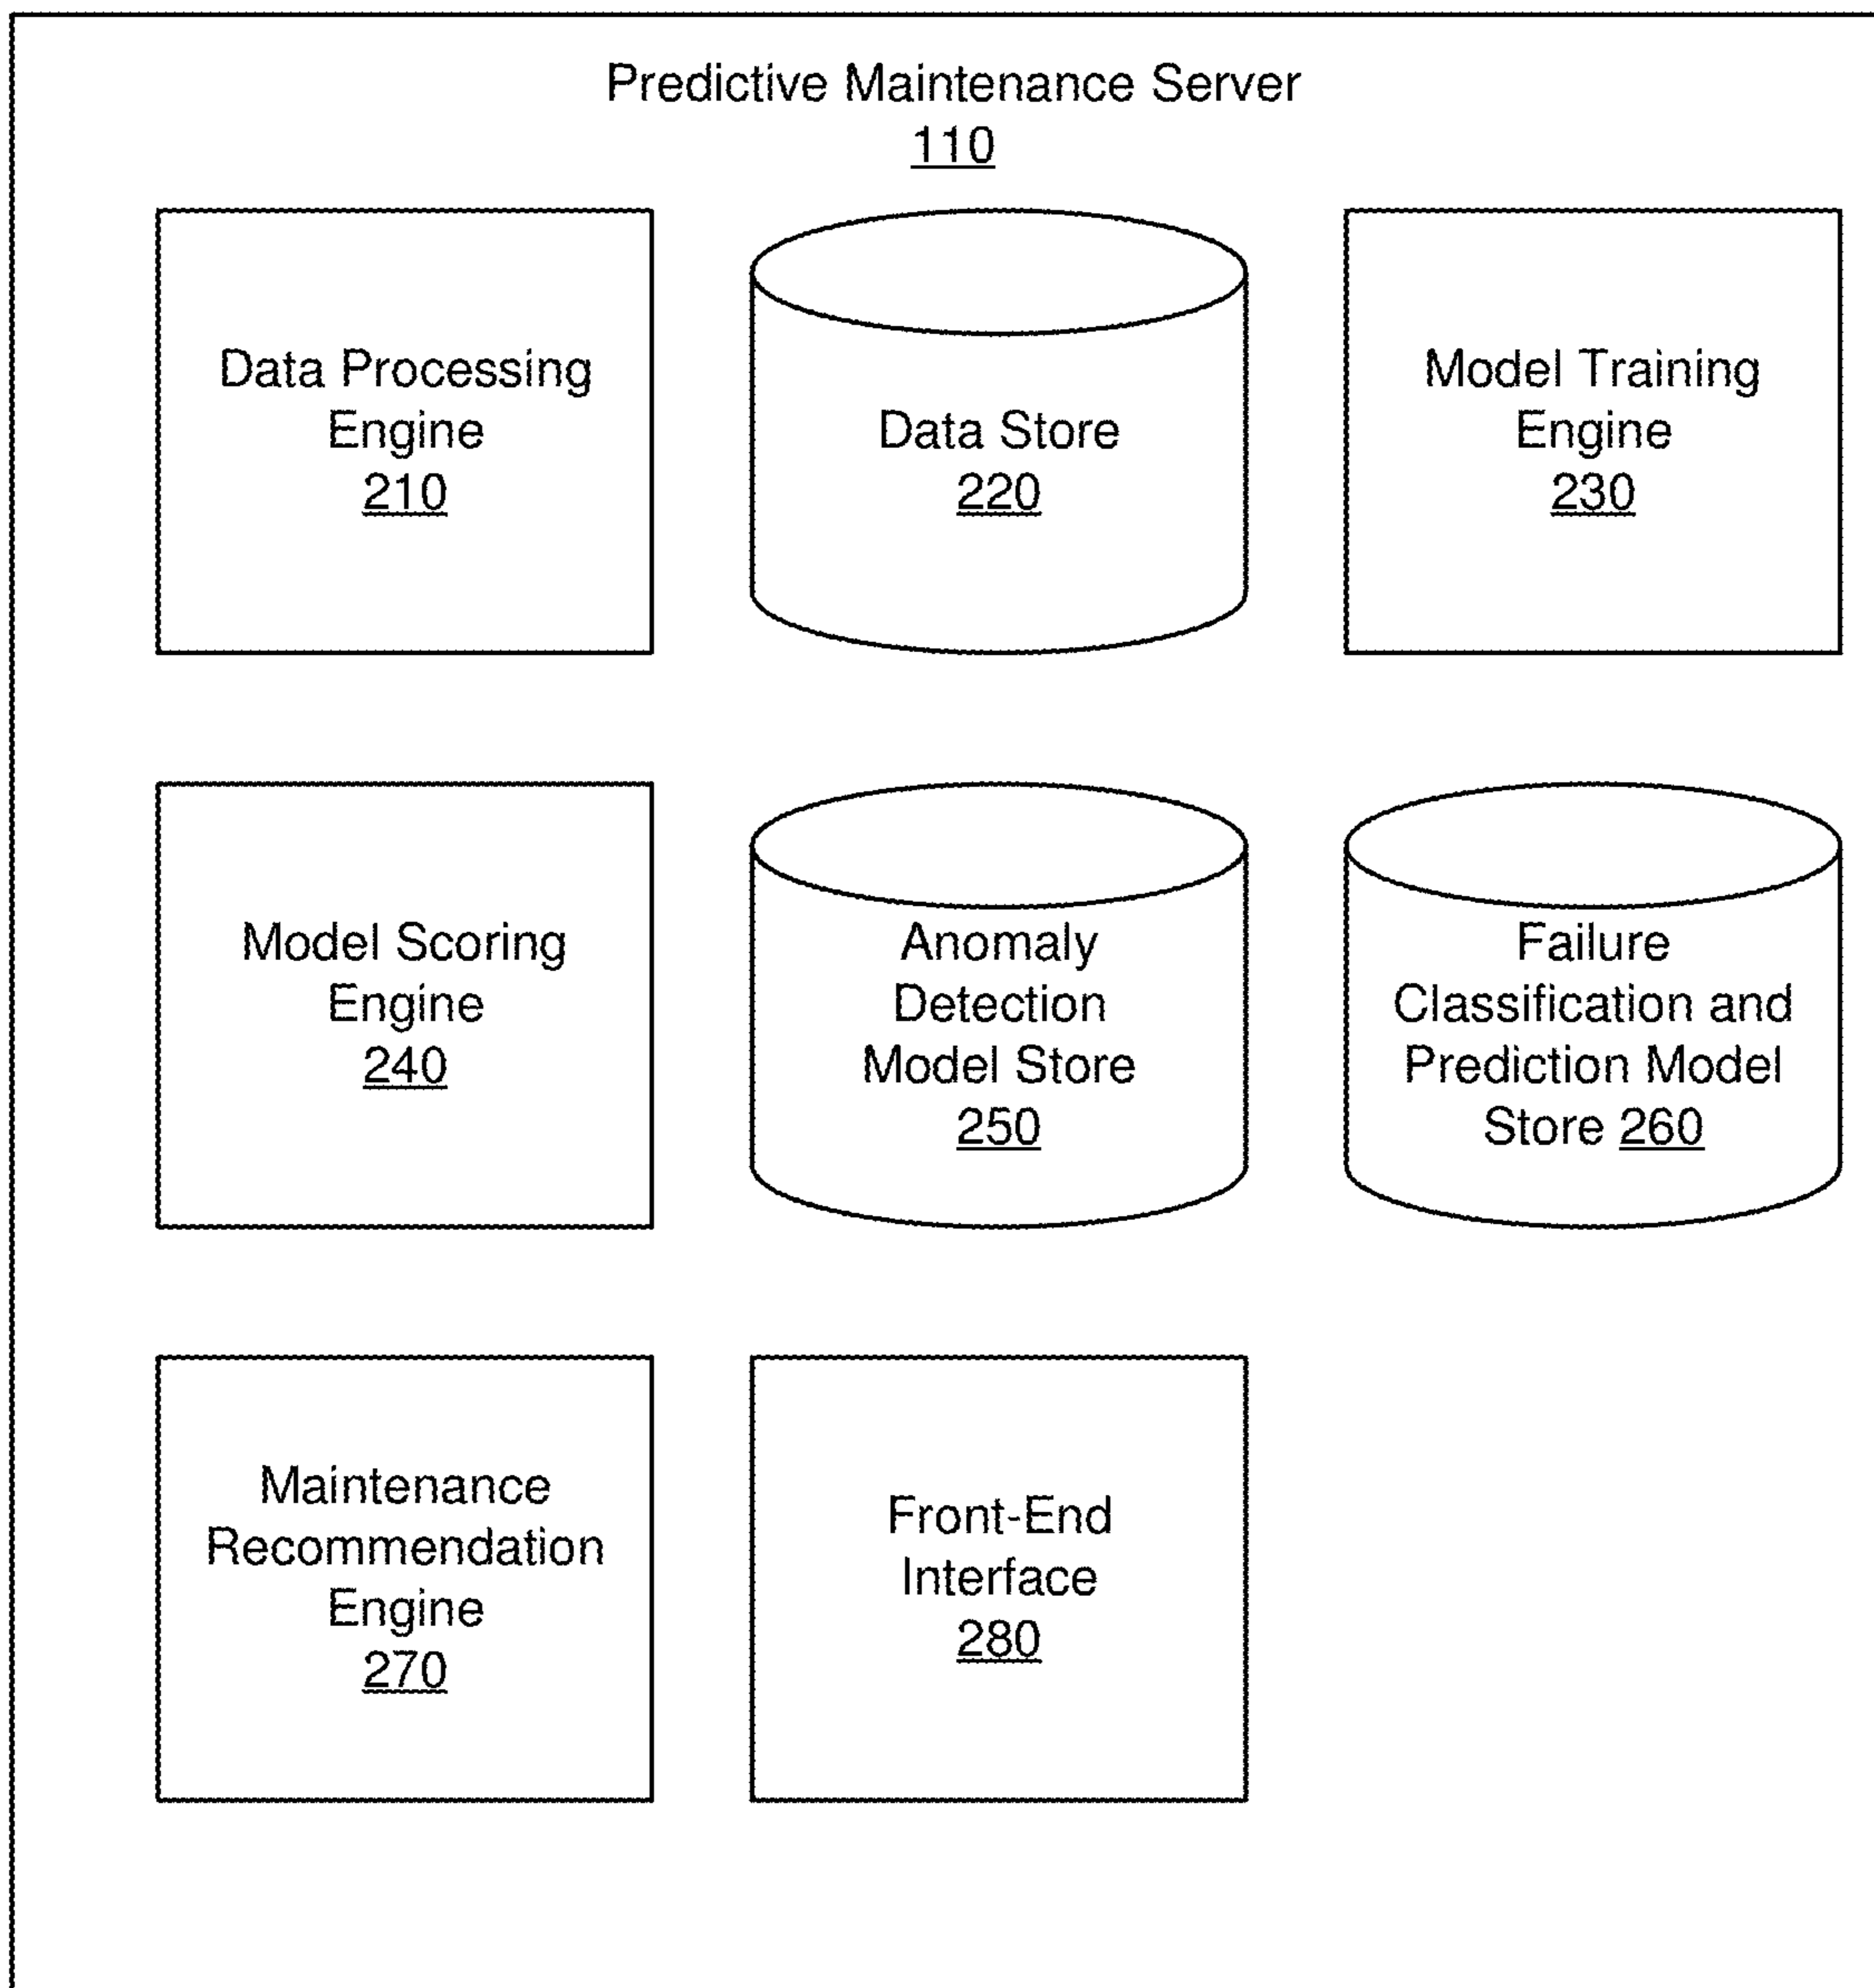 Predictive Maintenance Server
110
Data Processing
Engine
210
Data Store
220
Model Training
Engine
230
Model Scoring
Engine
240
Anomaly
Detection
Model Store
250
Failure
Classification and
Prediction Model
Store 260
Maintenance
Recommendation
Engine
270
Front-End
Interface
280